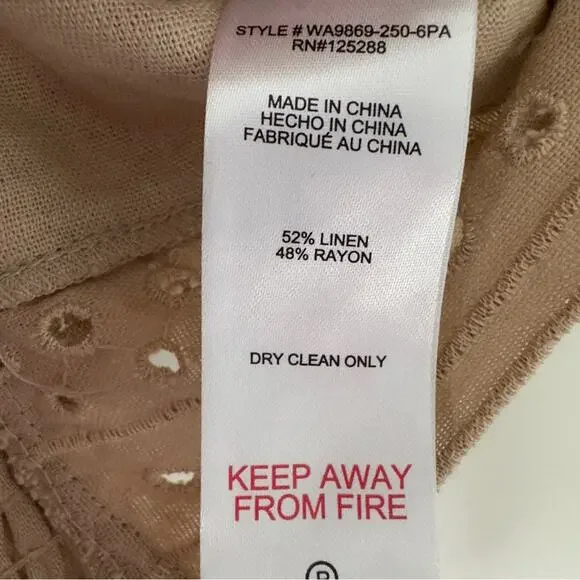 STYLE # WA9869-250-6PA
RN#125288
MADE IN CHINA
HECHO IN CHINA
FABRIQUÉ AU CHINA
52% LINEN
48% RAYON
DRY CLEAN ONLY
KEEP AWAY
FROM FIRE